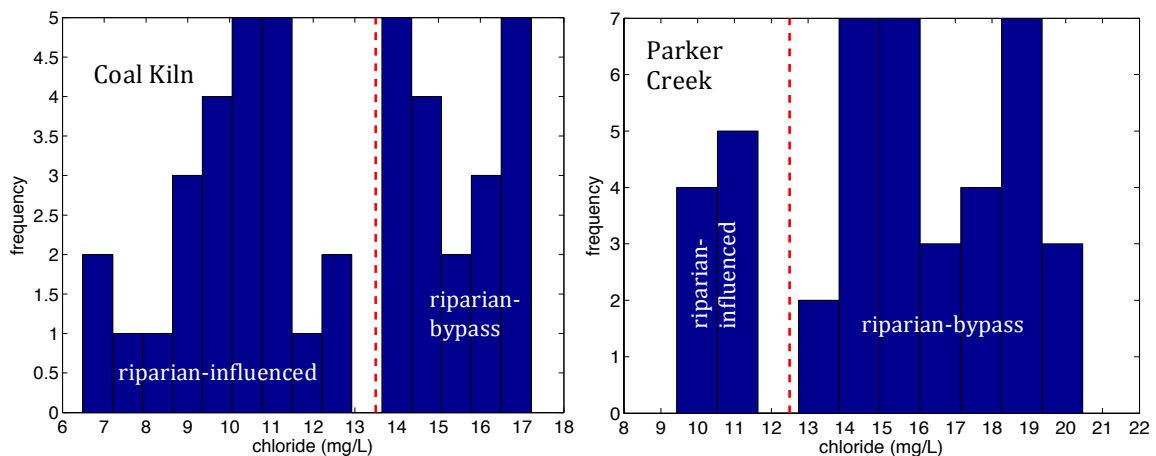 Coal Kiln
riparian-influenced
riparian-
bypass
frequency
5
4.5
4
3.5
3
2.5
2
1.5
1
0.5
0
6 7 8 9 10 11 12 13 14 15 16 17 18
chloride (mg/L)
Parker
Creek
riparian-
influenced
riparian-bypass
frequency
7
6
5
4
3
2
1
0
8 9 10 11 12 13 14 15 16 17 18 19 20 21 22
chloride (mg/L)